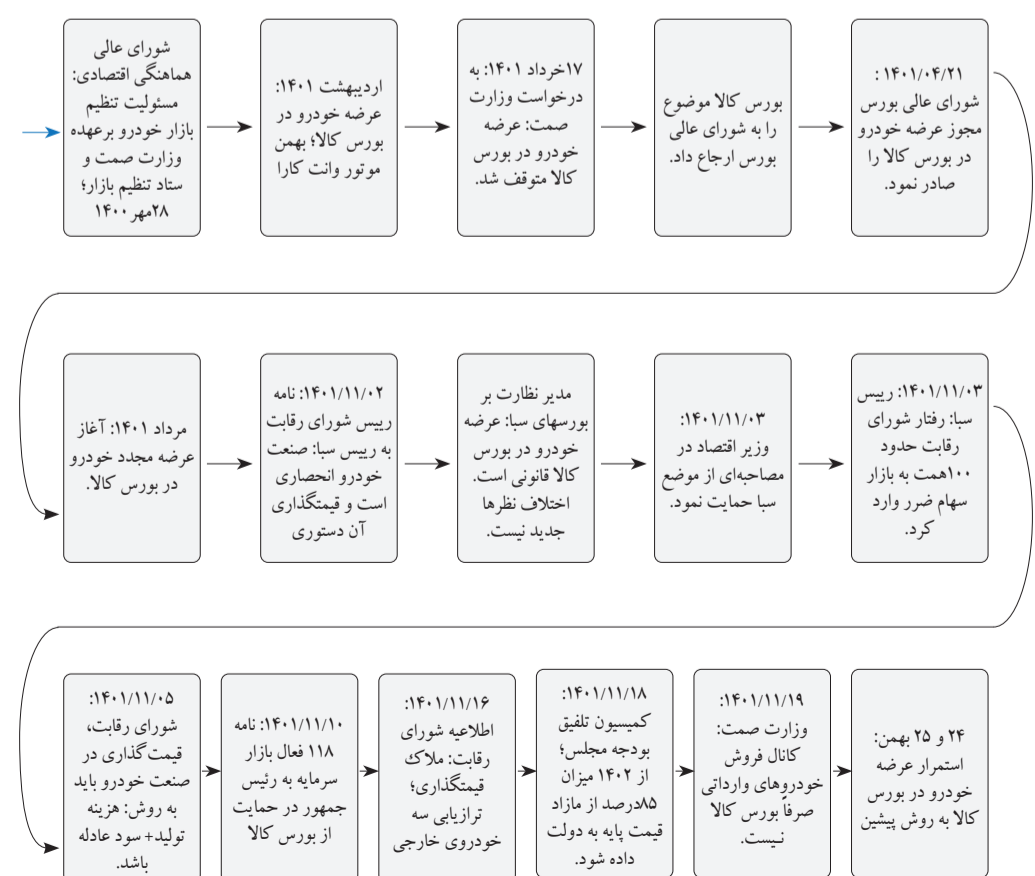 شورای عالی
هماهنگی اقتصادی:
مسئولیت تنظیم
بازار خودرو برعهده
وزارت صمت و
ستاد تنظیم بازار؛
۲۸مهر ۱۴۰۰
اردیبهشت ۱۴۰۱:
عرضه خودرو در
بورس کالا؛ بهمن
موتور وانت کارا
۱۷خرداد ۱۴۰۱: به
درخواست وزارت
صمت: عرضه
خودرو در بورس
کالا متوقف شد.
بورس کالا موضوع
را به شورای عالی
بورس ارجاع داد.
۱۴۰۱/۰۴/۲۱ :
شورای عالی بورس
مجوز عرضه خودرو
در بورس کالا را
صادر نمود.
مرداد ۱۴۰۱: آغاز
عرضه مجدد خودرو
در بورس کالا.
۱۴۰۱/۱۱/۰۲: نامه
رییس شورای رقابت
به رییس سبا: صنعت
خودرو انحصاری
است و قیمتگذاری
آن دستوری
مدیر نظارت بر
بورسهای سبا: عرضه
خودرو در بورس
کالا قانونی است.
اختلاف نظرها
جدید نیست.
۱۴۰۱/۱۱/۰۳:
وزیر اقتصاد در
مصاحبه‌ای از موضع
سبا حمایت نمود.
۱۴۰۱/۱۱/۰۳: رییس
سبا: رفتار شورای
رقابت حدود
۱۰۰همت به بازار
سهام ضرر وارد
کرد.
۱۴۰۱/۱۱/۰۵:
شورای رقابت،
قیمت‌گذاری در
صنعت خودرو باید
به روش: هزینه
تولید+ سود عادله
باشد.
۱۴۰۱/۱۱/۱۰: نامه
۱۱۸ فعال بازار
سرمایه به رئیس
جمهور در حمایت
از بورس کالا
۱۴۰۱/۱۱/۱۶:
اطلاعیه شورای
رقابت: ملاک
قیمتگذاری؛
ترازیابی سه
خودروی خارجی
۱۴۰۱/۱۱/۱۸:
کمیسیون تلفیق
بودجه مجلس؛
از ۱۴۰۲ میزان
۸۵درصد از مازاد
قیمت پایه به دولت
داده شود.
۱۴۰۱/۱۱/۱۹:
وزارت صمت:
کانال فروش
خودروهای وارداتی
صرفاً بورس کالا
نیست.
۲۴ و ۲۵ بهمن:
استمرار عرضه
خودرو در بورس
کالا به روش پیشین